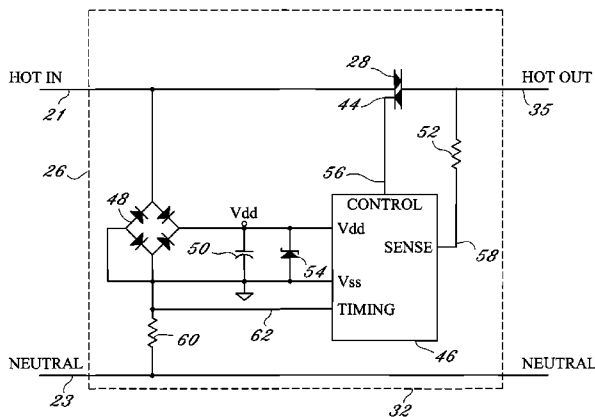 HOT IN
28
HOT OUT
21
44
35
52
26
56
48
CONTROL
Vdd
Vdd
50
54
SENSE
58
Vss
TIMING
60
62
46
NEUTRAL
NEUTRAL
23
32